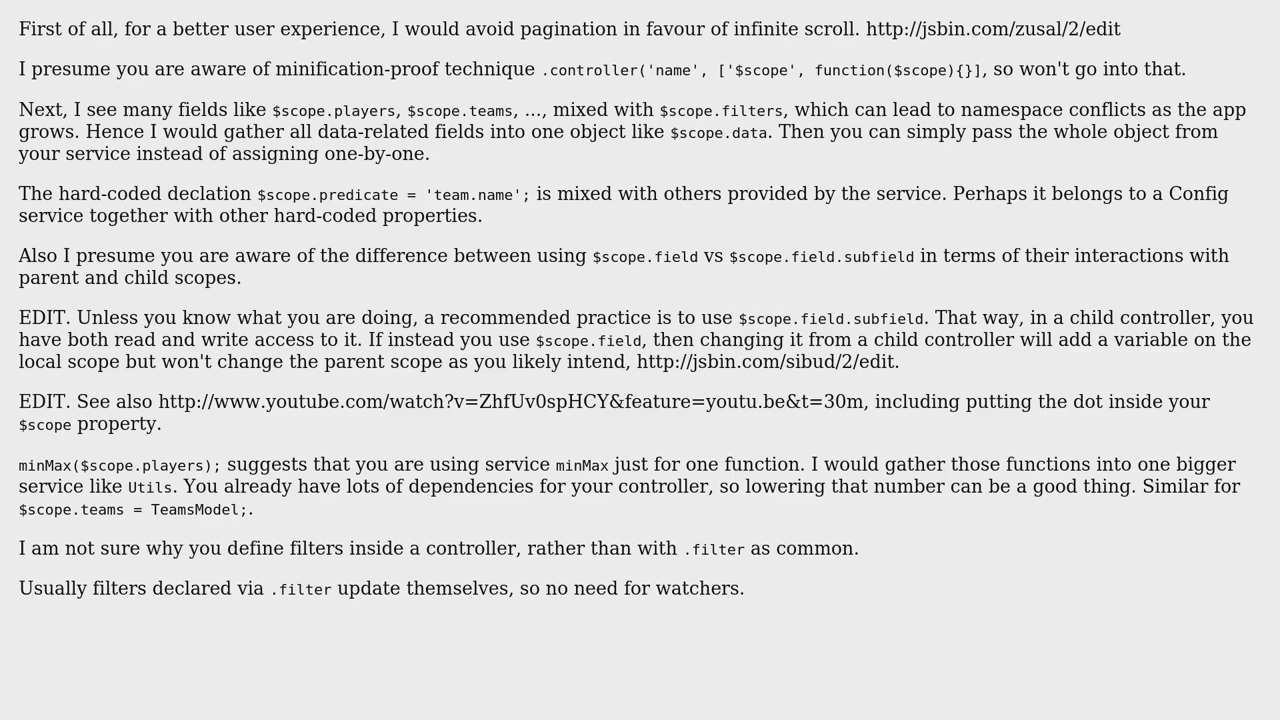 First of all, for a better user experience, I would avoid pagination in favour of infinite scroll. http://jsbin.com/zusal/2/edit
I presume you are aware of minification-proof technique .controller('name', ['$scope', function($scope){}], so won't go into that.
Next, I see many fields like $scope.players, $scope.teams, ..., mixed with $scope.filters, which can lead to namespace conflicts as the app
grows. Hence I would gather all data-related fields into one object like $scope.data. Then you can simply pass the whole object from
your service instead of assigning one-by-one.
The hard-coded declation $scope.predicate = 'team.name'; is mixed with others provided by the service. Perhaps it belongs to a Config
service together with other hard-coded properties.
Also I presume you are aware of the difference between using $scope.field vs $scope.field.subfield in terms of their interactions with
parent and child scopes.
EDIT. Unless you know what you are doing, a recommended practice is to use $scope.field.subfield. That way, in a child controller, you
have both read and write access to it. If instead you use $scope.field, then changing it from a child controller will add a variable on the
local scope but won't change the parent scope as you likely intend, http://jsbin.com/sibud/2/edit.
EDIT. See also http://www.youtube.com/watch?v=ZhfUv0spHCY&feature=youtu.be&t=30m, including putting the dot inside your
$scope property.
minMax($scope.players); suggests that you are using service minMax just for one function. I would gather those functions into one bigger
service like Utils. You already have lots of dependencies for your controller, so lowering that number can be a good thing. Similar for
$scope.teams = TeamsModel;.
I am not sure why you define filters inside a controller, rather than with .filter as common.
Usually filters declared via .filter update themselves, so no need for watchers.